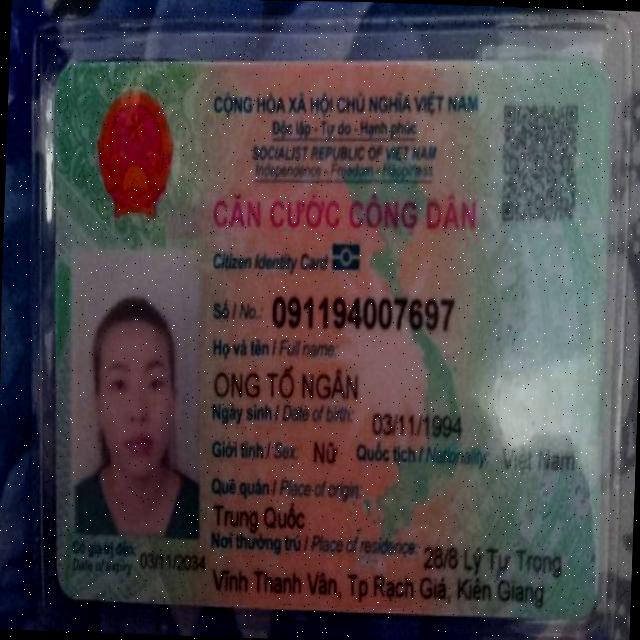 CỘNG HÒA XÃ HỘI CHỦ NGHĨA VIỆT NAM
Độc lập - Tự do - Hạnh phúc
SOCIALIST REPUBLIC OF VIET NAM
Independence - Freedom - Happiness
CĂN CƯỚC CÔNG DÂN
Citizen Identity Card
Số / No.: 091194007697
Họ và tên / Full name:
ONG TỐ NGÂN
Ngày sinh / Date of birth: 03/11/1994
Giới tính / Sex: Nữ Quốc tịch / Nationality: Việt Nam
Quê quán / Place of origin:
Trung Quốc
Nơi thường trú / Place of residence: 28/8 Lý Tự Trọng
Vĩnh Thanh Vân, Tp Rạch Giá, Kiên Giang
Có giá trị đến: 03/11/2034
Date of expiry